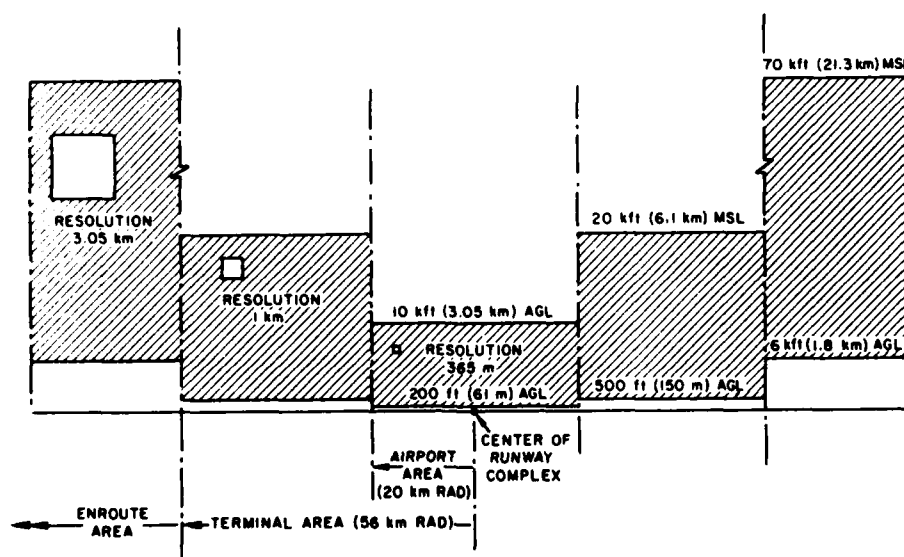 70 kft (21.3 km) MSL
20 kft (6.1 km) MSL
RESOLUTION
3.05 km
RESOLUTION
1 km
10 kft (3.05 km) AGL
RESOLUTION
365 m
200 ft (61 m) AGL
500 ft (150 m) AGL
6 kft (1.8 km) AGL
CENTER OF
RUNWAY
COMPLEX
AIRPORT
AREA
(20 km RAD)
ENROUTE
AREA
TERMINAL AREA (56 km RAD)